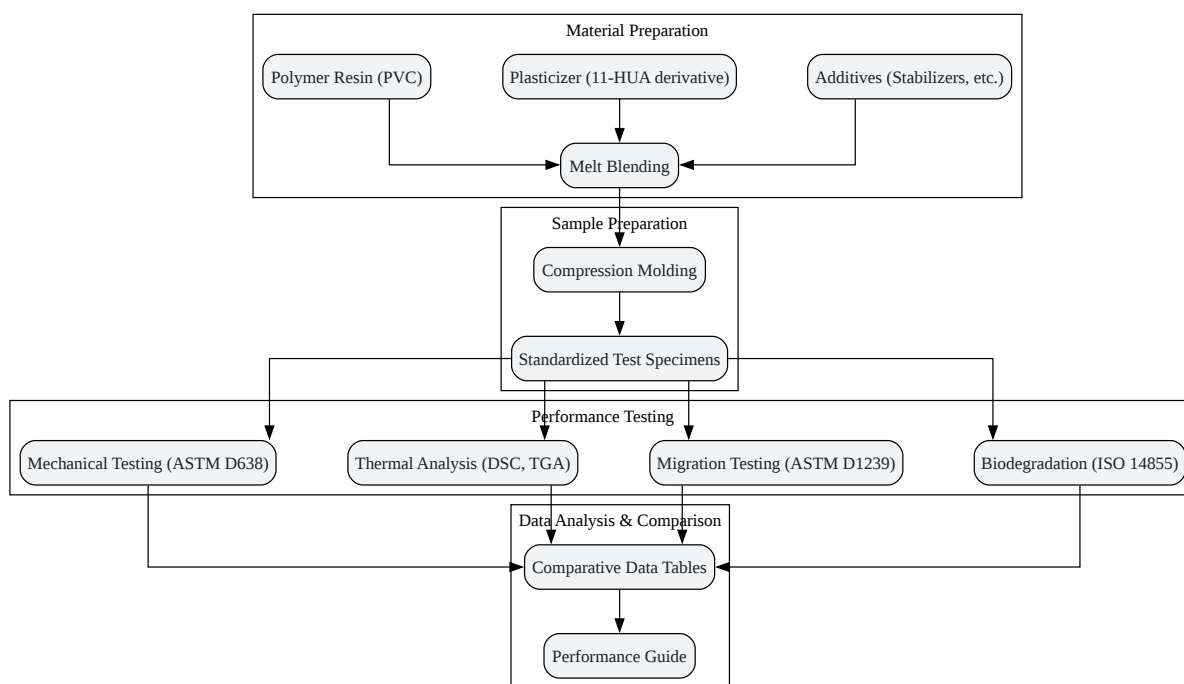 Material Preparation
Polymer Resin (PVC)
Plasticizer (11-HUA derivative)
Additives (Stabilizers, etc.)
Melt Blending
Sample Preparation
Compression Molding
Standardized Test Specimens
Performance Testing
Mechanical Testing (ASTM D638)
Thermal Analysis (DSC, TGA)
Migration Testing (ASTM D1239)
Biodegradation (ISO 14855)
Data Analysis & Comparison
Comparative Data Tables
Performance Guide